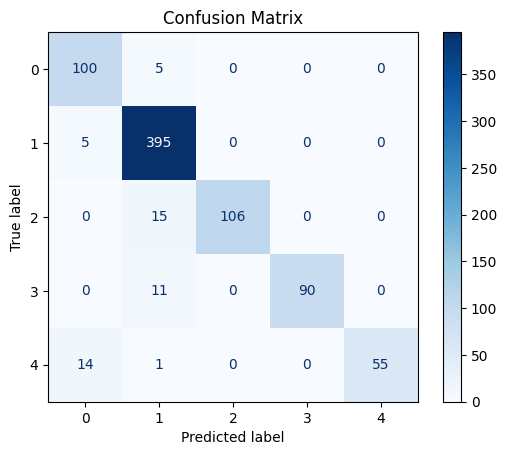 Confusion Matrix
0 100 5 0 0 0
1 5 395 0 0 0
2 0 15 106 0 0
3 0 11 0 90 0
4 14 1 0 0 55
0 1 2 3 4
Predicted label
True label
350
300
250
200
150
100
50
0